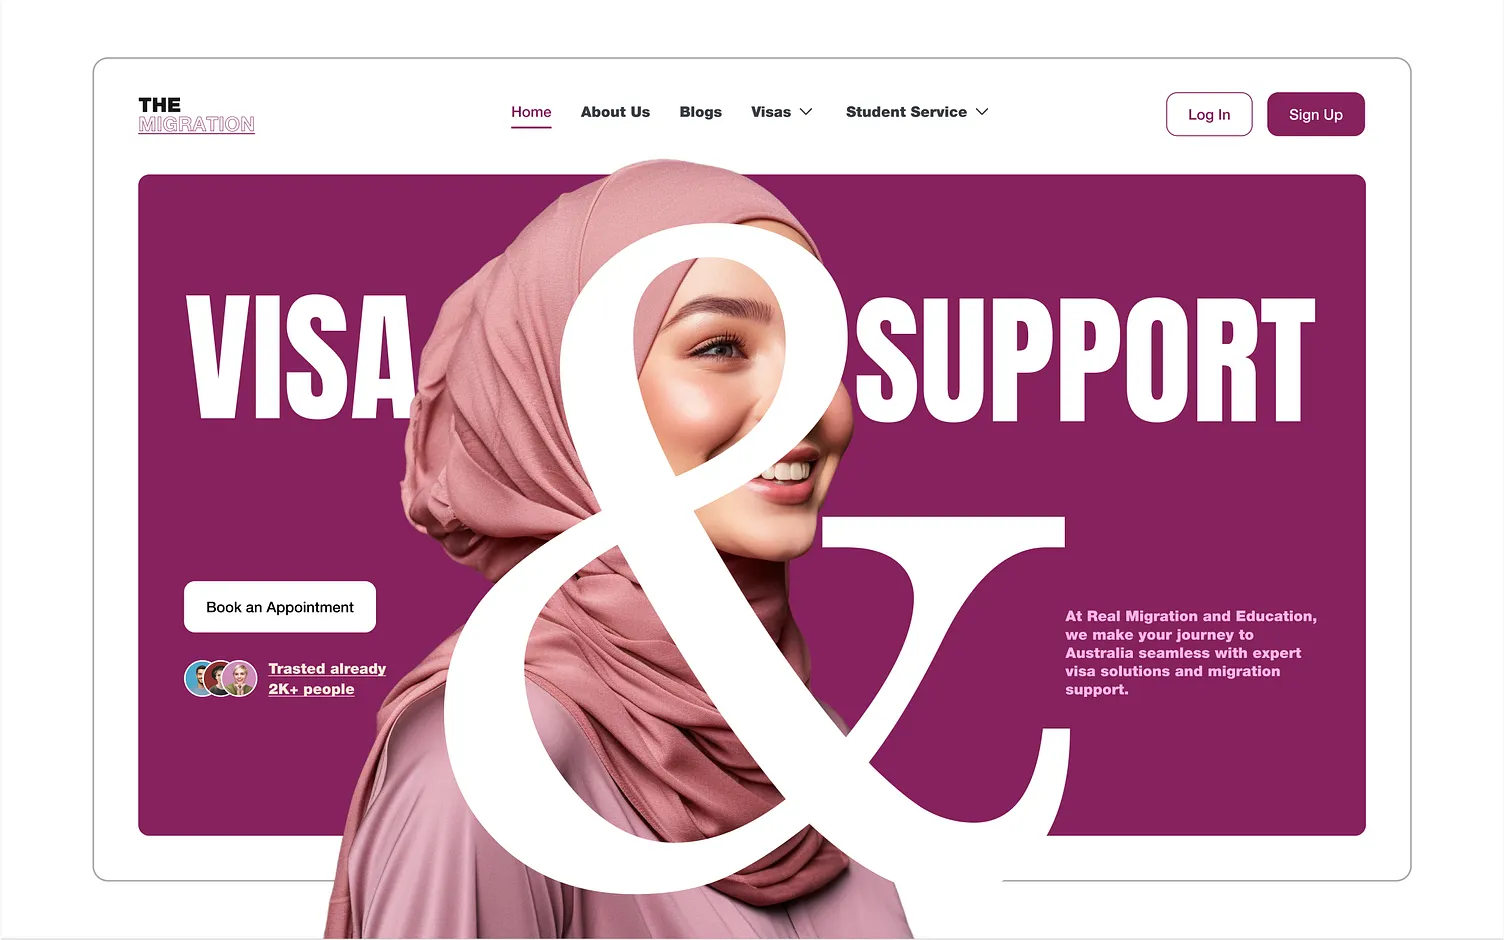 THE
MIGRATION
Home
About Us
Blogs
Visas
Student Service
Log In
Sign Up
VISA & SUPPORT
Book an Appointment
Trasted already
2K+ people
At Real Migration and Education,
we make your journey to
Australia seamless with expert
visa solutions and migration
support.